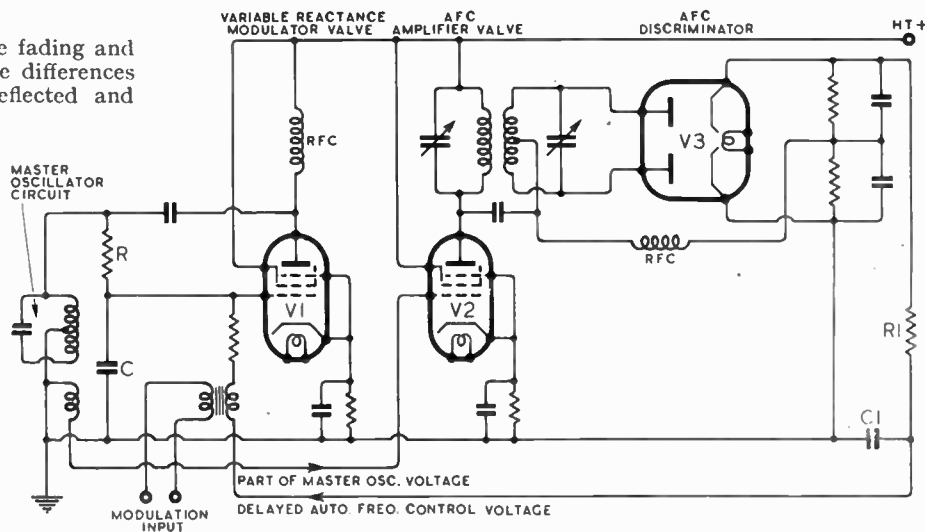 VARIABLE REACTANCE
MODULATOR VALVE
AFC
AMPLIFIER VALVE
AFC
DISCRIMINATOR
HT+
e fading and
e differences
eflected and
RFC
V3
MASTER
OSCILLATOR
CIRCUIT
R
RFC
V1
V2
R1
C
C1
PART OF MASTER OSC. VOLTAGE
MODULATION
INPUT
DELAYED AUTO. FREQ. CONTROL VOLTAGE